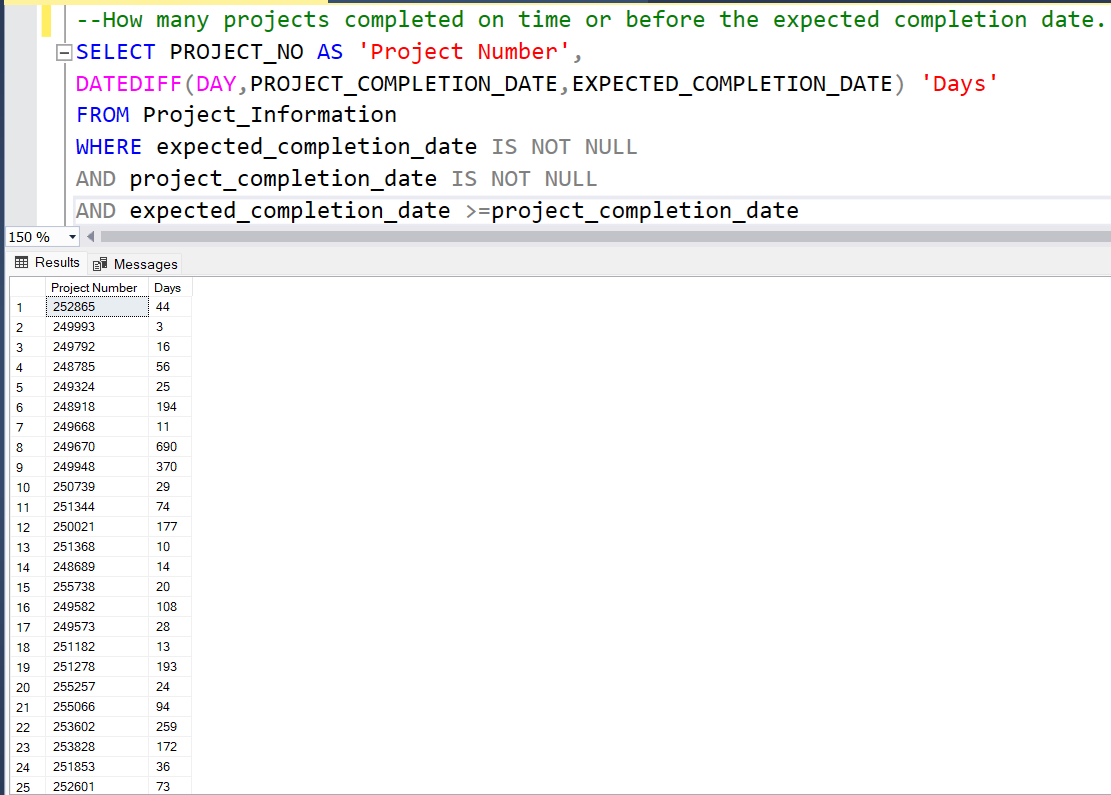 --How many projects completed on time or before the expected completion date.
SELECT PROJECT_NO AS 'Project Number',
DATEDIFF(DAY,PROJECT_COMPLETION_DATE,EXPECTED_COMPLETION_DATE) 'Days'
FROM Project_Information
WHERE expected_completion_date IS NOT NULL
AND project_completion_date IS NOT NULL
AND expected_completion_date >=project_completion_date
150 %
Results Messages
Project Number Days
1 252865 44
2 249993 3
3 249792 16
4 248785 56
5 249324 25
6 248918 194
7 249668 11
8 249670 690
9 249948 370
10 250739 29
11 251344 74
12 250021 177
13 251368 10
14 248689 14
15 255738 20
16 249582 108
17 249573 28
18 251182 13
19 251278 193
20 255257 24
21 255066 94
22 253602 259
23 253828 172
24 251853 36
25 252601 73